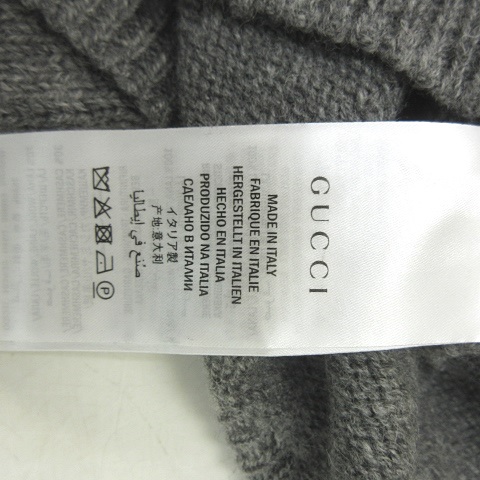 GUCCI
MADE IN ITALY
FABRIQUE EN ITALIE
HERGESTELLT IN ITALIEN
HECHO EN ITALIA
PRODUZIDO NA ITALIA
СДЕЛАНО В ИТАЛИИ
イタリア製
产地:意大利
صُنع في إيطاليا
P